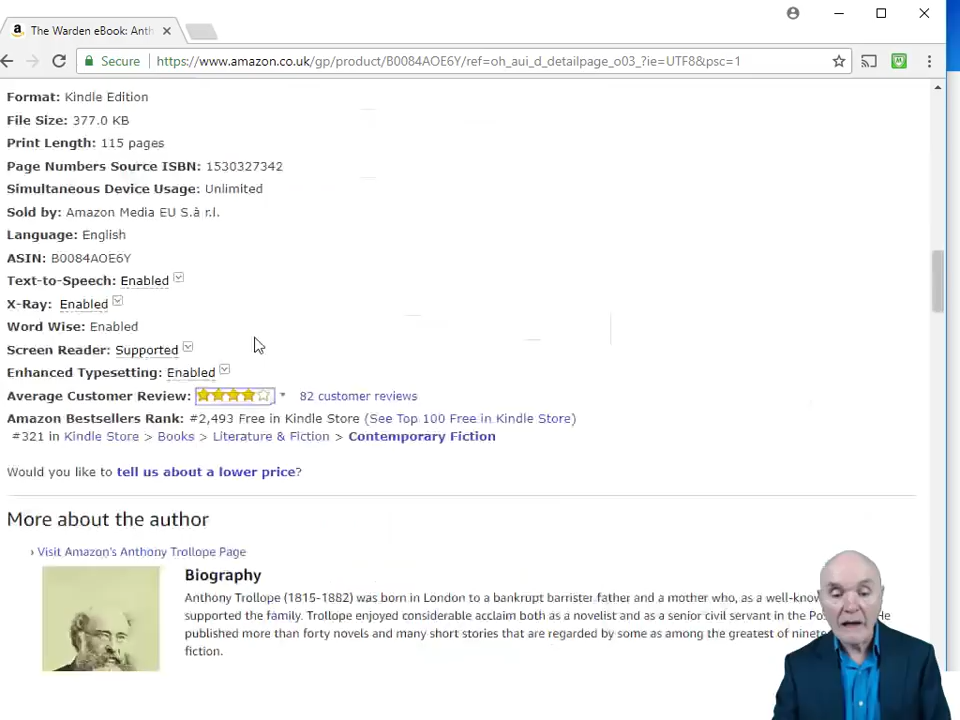 The Warden eBook: Anth
Secure https://www.amazon.co.uk/gp/product/B0084AOE6Y/ref=oh_aui_d_detailpage_o03_?ie=UTF8&psc=1
Format: Kindle Edition
File Size: 377.0 KB
Print Length: 115 pages
Page Numbers Source ISBN: 1530327342
Simultaneous Device Usage: Unlimited
Sold by: Amazon Media EU S.à r.l.
Language: English
ASIN: B0084AOE6Y
Text-to-Speech: Enabled
X-Ray: Enabled
Word Wise: Enabled
Screen Reader: Supported
Enhanced Typesetting: Enabled
Average Customer Review: 82 customer reviews
Amazon Bestsellers Rank: #2,493 Free in Kindle Store (See Top 100 Free in Kindle Store)
#321 in Kindle Store > Books > Literature & Fiction > Contemporary Fiction
Would you like to tell us about a lower price?
More about the author
› Visit Amazon's Anthony Trollope Page
Biography
Anthony Trollope (1815-1882) was born in London to a bankrupt barrister father and a mother who, as a well-kno
supported the family. Trollope enjoyed considerable acclaim both as a novelist and as a senior civil servant in the Pos He
published more than forty novels and many short stories that are regarded by some as among the greatest of ninete
fiction.